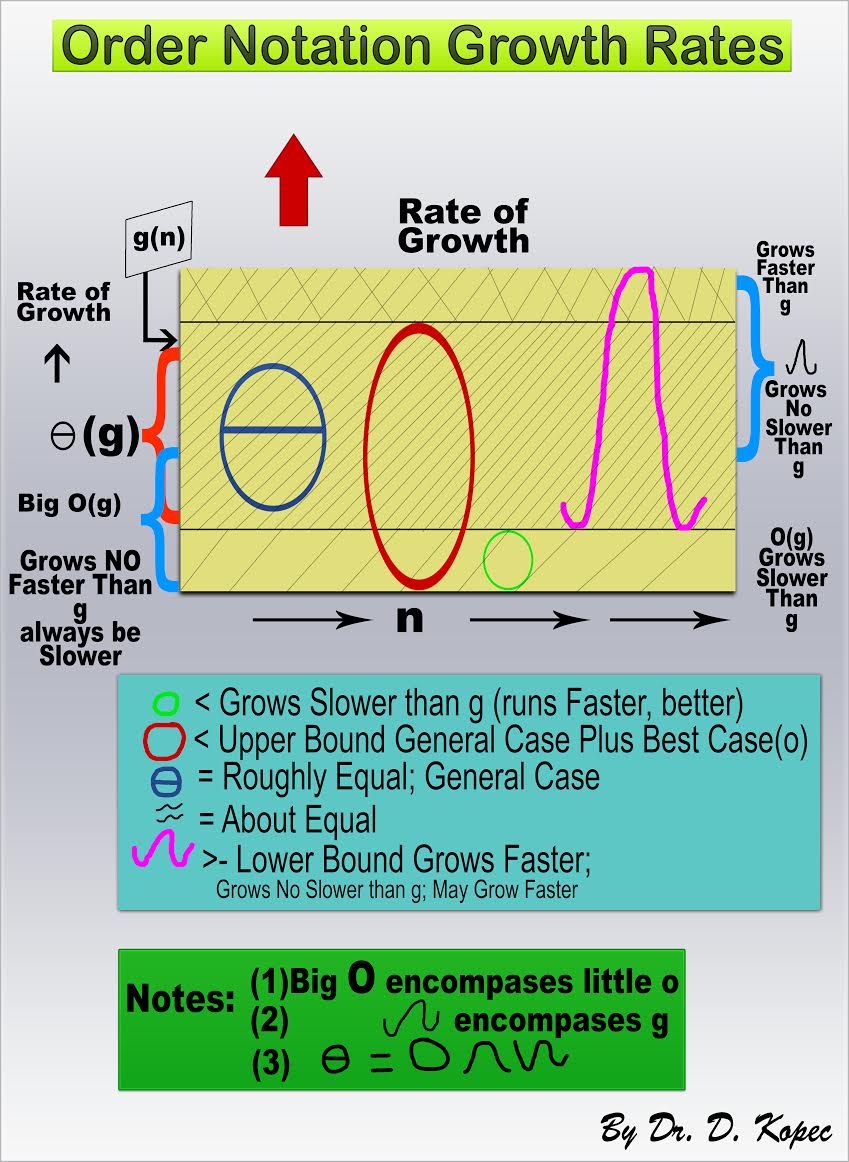 Order Notation Growth Rates
Rate of
Growth
g(n)
Rate of
Growth
θ(g)
Big O(g)
Grows NO
Faster Than
g
always be
Slower
Grows
Faster
Than
g
Ω
Grows
No
Slower
Than
g
O(g)
Grows
Slower
Than
g
n
< Grows Slower than g (runs Faster, better)
< Upper Bound General Case Plus Best Case(o)
θ = Roughly Equal; General Case
≈ = About Equal
Ω >- Lower Bound Grows Faster;
Grows No Slower than g; May Grow Faster
Notes: (1)Big O encompases little o
(2) Ω encompases g
(3) θ = O ∩ Ω
By Dr. D. Kopec